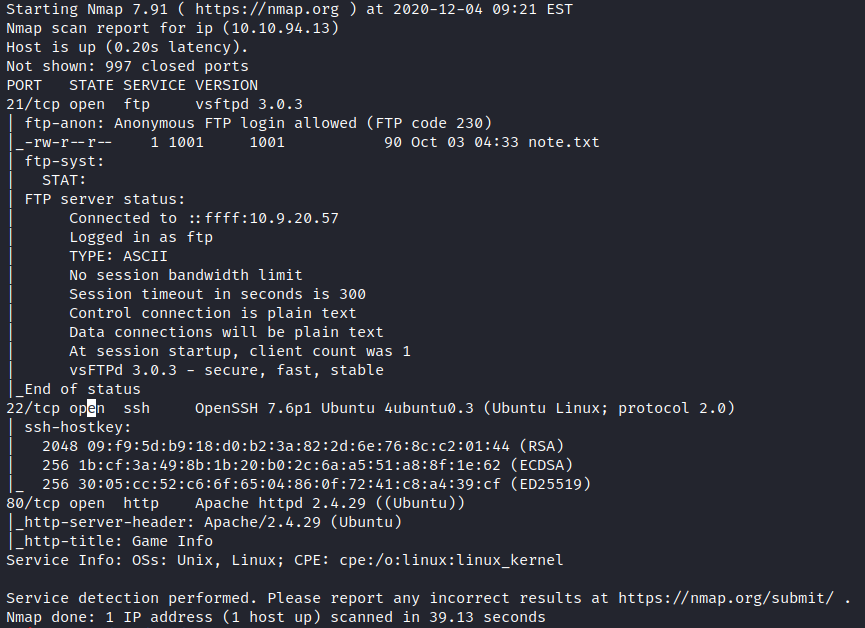 Starting Nmap 7.91 ( https://nmap.org ) at 2020-12-04 09:21 EST
Nmap scan report for ip (10.10.94.13)
Host is up (0.20s latency).
Not shown: 997 closed ports
PORT   STATE SERVICE VERSION
21/tcp open  ftp     vsftpd 3.0.3
| ftp-anon: Anonymous FTP login allowed (FTP code 230)
|_-rw-r--r--    1 1001     1001           90 Oct 03 04:33 note.txt
| ftp-syst:
|   STAT:
| FTP server status:
|      Connected to ::ffff:10.9.20.57
|      Logged in as ftp
|      TYPE: ASCII
|      No session bandwidth limit
|      Session timeout in seconds is 300
|      Control connection is plain text
|      Data connections will be plain text
|      At session startup, client count was 1
|      vsFTPd 3.0.3 - secure, fast, stable
|_End of status
22/tcp open  ssh     OpenSSH 7.6p1 Ubuntu 4ubuntu0.3 (Ubuntu Linux; protocol 2.0)
| ssh-hostkey:
|   2048 09:f9:5d:b9:18:d0:b2:3a:82:2d:6e:76:8c:c2:01:44 (RSA)
|   256 1b:cf:3a:49:8b:1b:20:b0:2c:6a:a5:51:a8:8f:1e:62 (ECDSA)
|_  256 30:05:cc:52:c6:6f:65:04:86:0f:72:41:c8:a4:39:cf (ED25519)
80/tcp open  http    Apache httpd 2.4.29 ((Ubuntu))
|_http-server-header: Apache/2.4.29 (Ubuntu)
|_http-title: Game Info
Service Info: OSs: Unix, Linux; CPE: cpe:/o:linux:linux_kernel

Service detection performed. Please report any incorrect results at https://nmap.org/submit/ .
Nmap done: 1 IP address (1 host up) scanned in 39.13 seconds